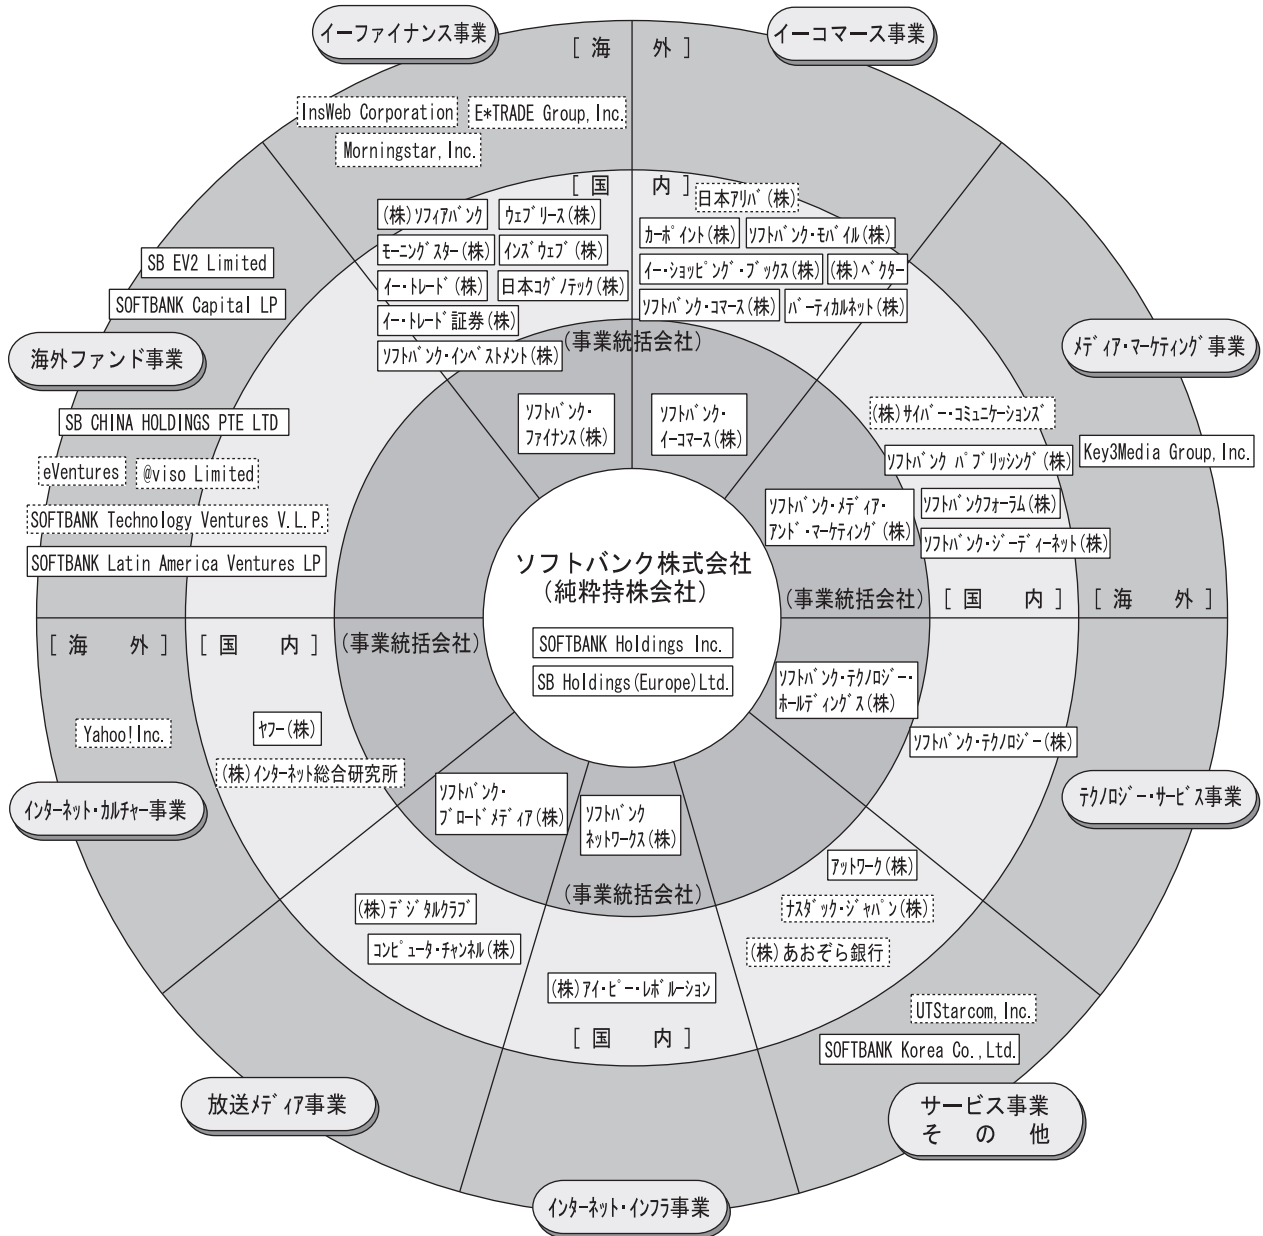 イーファイナンス事業
イーコマース事業
[ 海 外 ]
InsWeb Corporation
E*TRADE Group, Inc.
Morningstar, Inc.
[ 国 内 ]
(株)ソフィアバンク
ウェブリース(株)
モーニングスター(株)
インズウェブ(株)
イー・トレード(株)
日本コグノテック(株)
イー・トレード証券(株)
ソフトバンク・インベストメント(株)
日本アリバ(株)
カーポイント(株)
ソフトバンク・モバイル(株)
イー・ショッピング・ブックス(株)
(株)ベクター
ソフトバンク・コマース(株)
バーティカルネット(株)
SB EV2 Limited
SOFTBANK Capital LP
海外ファンド事業
SB CHINA HOLDINGS PTE LTD
eVentures
@viso Limited
SOFTBANK Technology Ventures V.L.P.
SOFTBANK Latin America Ventures LP
(事業統括会社)
ソフトバンク・
ファイナンス(株)
ソフトバンク・
イーコマース(株)
メディア・マーケティング事業
(株)サイバー・コミュニケーションズ
ソフトバンク パブリッシング(株)
Key3Media Group, Inc.
ソフトバンク・メディア・
アンド・マーケティング(株)
ソフトバンクフォーラム(株)
ソフトバンク・ジーディーネット(株)
ソフトバンク株式会社
(純粋持株会社)
SOFTBANK Holdings Inc.
SB Holdings(Europe)Ltd.
(事業統括会社)
[ 国 内 ]
[ 海 外 ]
[ 海 外 ]
[ 国 内 ]
(事業統括会社)
Yahoo!Inc.
ヤフー(株)
(株)インターネット総合研究所
インターネット・カルチャー事業
ソフトバンク・テクノロジー・
ホールディングス(株)
ソフトバンク・テクノロジー(株)
テクノロジー・サービス事業
ソフトバンク・
ブロードメディア(株)
ソフトバンク
ネットワークス(株)
(事業統括会社)
(株)デジタルクラブ
コンピュータ・チャンネル(株)
(株)アイ・ピー・レボルーション
[ 国 内 ]
アットワーク(株)
ナスダック・ジャパン(株)
(株)あおぞら銀行
UTStarcom, Inc.
SOFTBANK Korea Co.,Ltd.
放送メディア事業
サービス事業
そ の 他
インターネット・インフラ事業